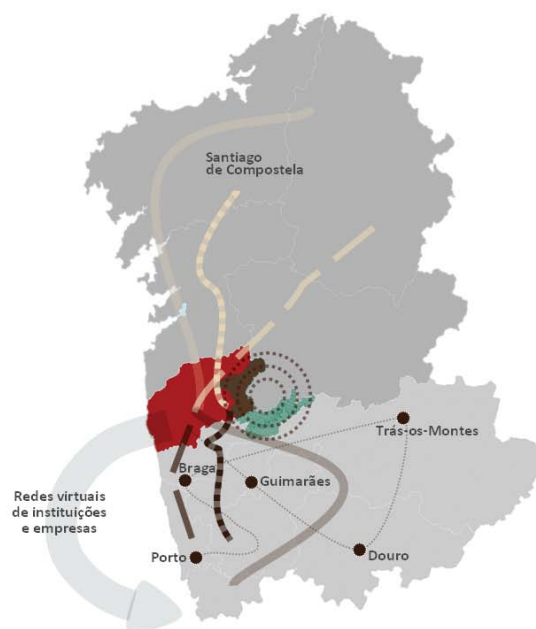 Santiago
de Compostela
Trás-os-Montes
Braga
Guimarães
Redes virtuais
de instituições
e empresas
Porto
Douro